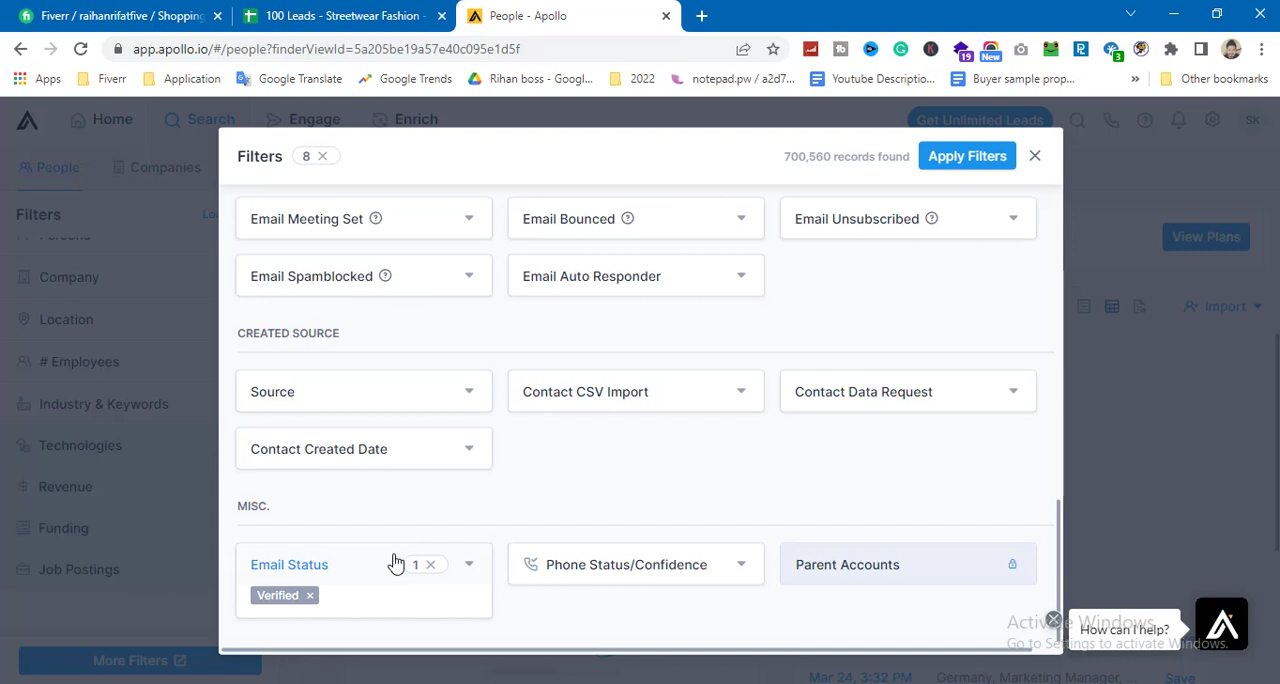 Fiverr / raihanrifatfive / Shopping
100 Leads - Streetwear Fashion -
People - Apollo
app.apollo.io/#/people?finderViewId=5a205be19a57e40c095e1d5f
19
New
3
Apps
Fiverr
Application
Google Translate
Google Trends
Rihan boss - Googl...
2022
notepad.pw / a2d7...
Youtube Descriptio...
Buyer sample prop...
»
Other bookmarks
Home
Search
Engage
Enrich
Get Unlimited Leads
SK
People
Companies
Filters 8
700,560 records found
Apply Filters
Filters
View Plans
Company
Location
# Employees
Industry & Keywords
Technologies
Revenue
Funding
Job Postings
More Filters
Import
Email Meeting Set
Email Bounced
Email Unsubscribed
Email Spamblocked
Email Auto Responder
CREATED SOURCE
Source
Contact CSV Import
Contact Data Request
Contact Created Date
MISC.
Email Status 1
Verified
Phone Status/Confidence
Parent Accounts
Activate Windows
Go to Settings to activate Windows.
How can I help?
Mar 24, 3:32 PM
Germany, Marketing Manager, ...
Save